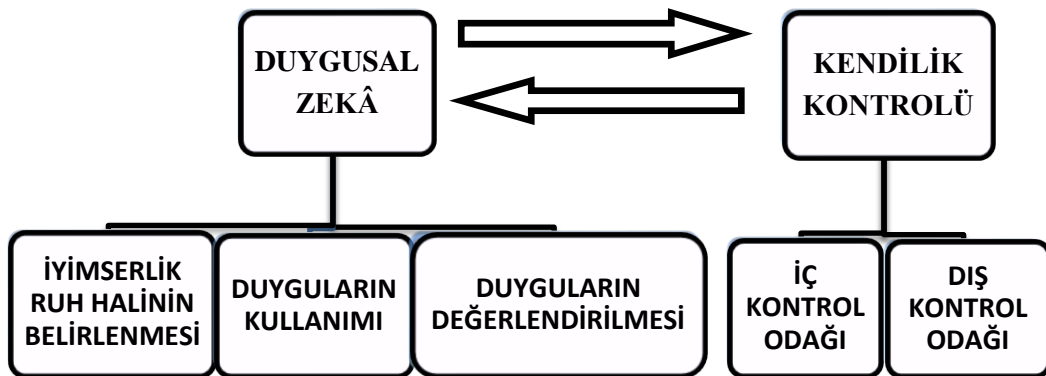 DUYGUSAL
ZEKÂ
KENDİLİK
KONTROLÜ
İYİMSERLİK
RUH HALİNİN
BELİRLENMESİ
DUYGULARIN
KULLANIMI
DUYGULARIN
DEĞERLENDİRİLMESİ
İÇ
KONTROL
ODAĞI
DIŞ
KONTROL
ODAĞI